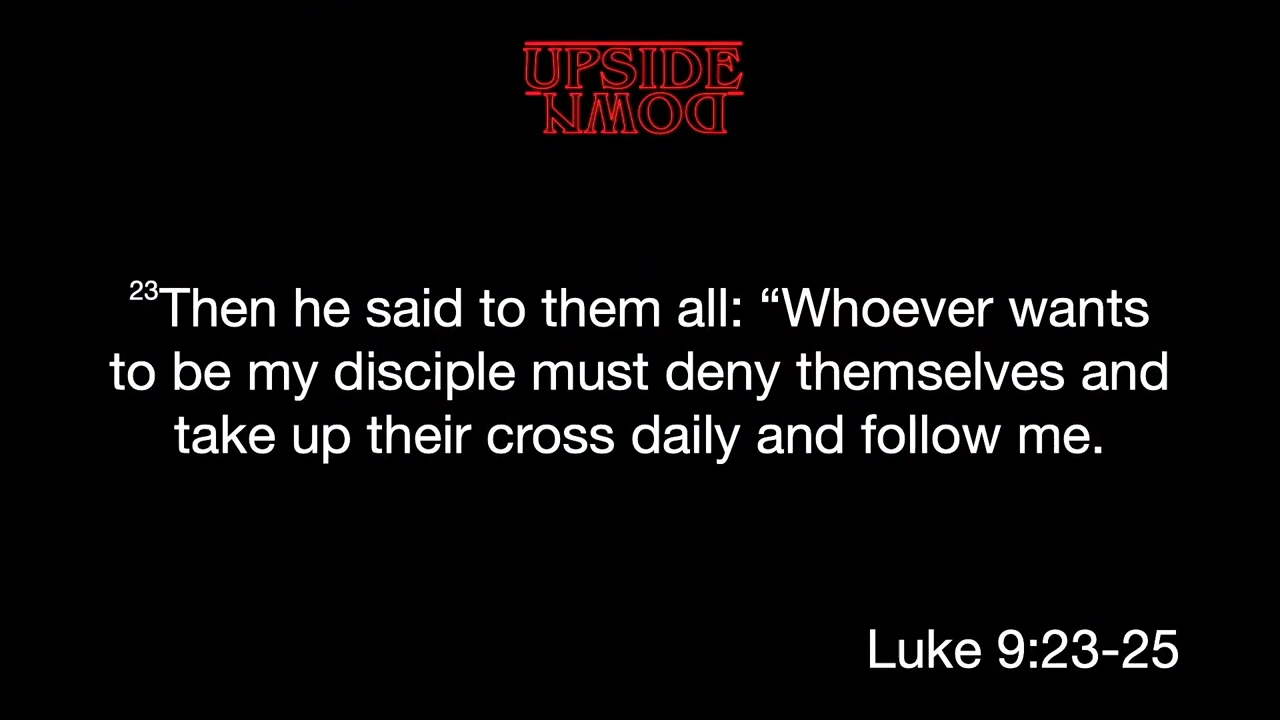 UPSIDE
DOWN
23Then he said to them all: “Whoever wants
to be my disciple must deny themselves and
take up their cross daily and follow me.
Luke 9:23-25